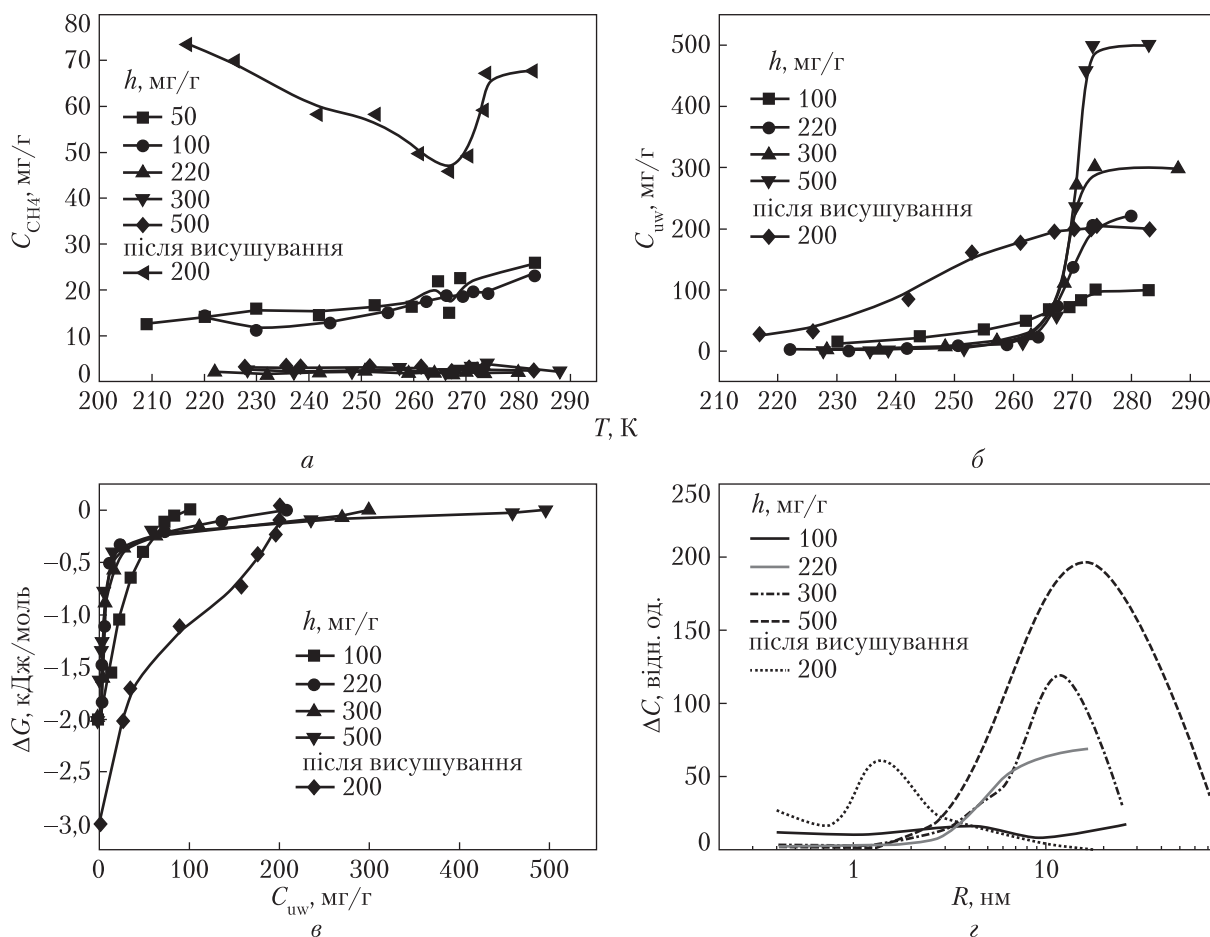 80
70
60
50
40
30
20
10
0
C_CH4, мг/г
h, мг/г
50
100
220
300
500
після висушування
200
200 210 220 230 240 250 260 270 280 290
T, К
а
500
400
300
200
100
0
C_uw, мг/г
h, мг/г
100
220
300
500
після висушування
200
210 220 230 240 250 260 270 280 290
б
0
−0,5
−1,0
−1,5
−2,0
−2,5
−3,0
ΔG, кДж/моль
h, мг/г
100
220
300
500
після висушування
200
0 100 200 300 400 500
C_uw, мг/г
в
250
200
150
100
50
0
ΔC, відн. од.
h, мг/г
100
220
300
500
після висушування
200
1 10
R, нм
г